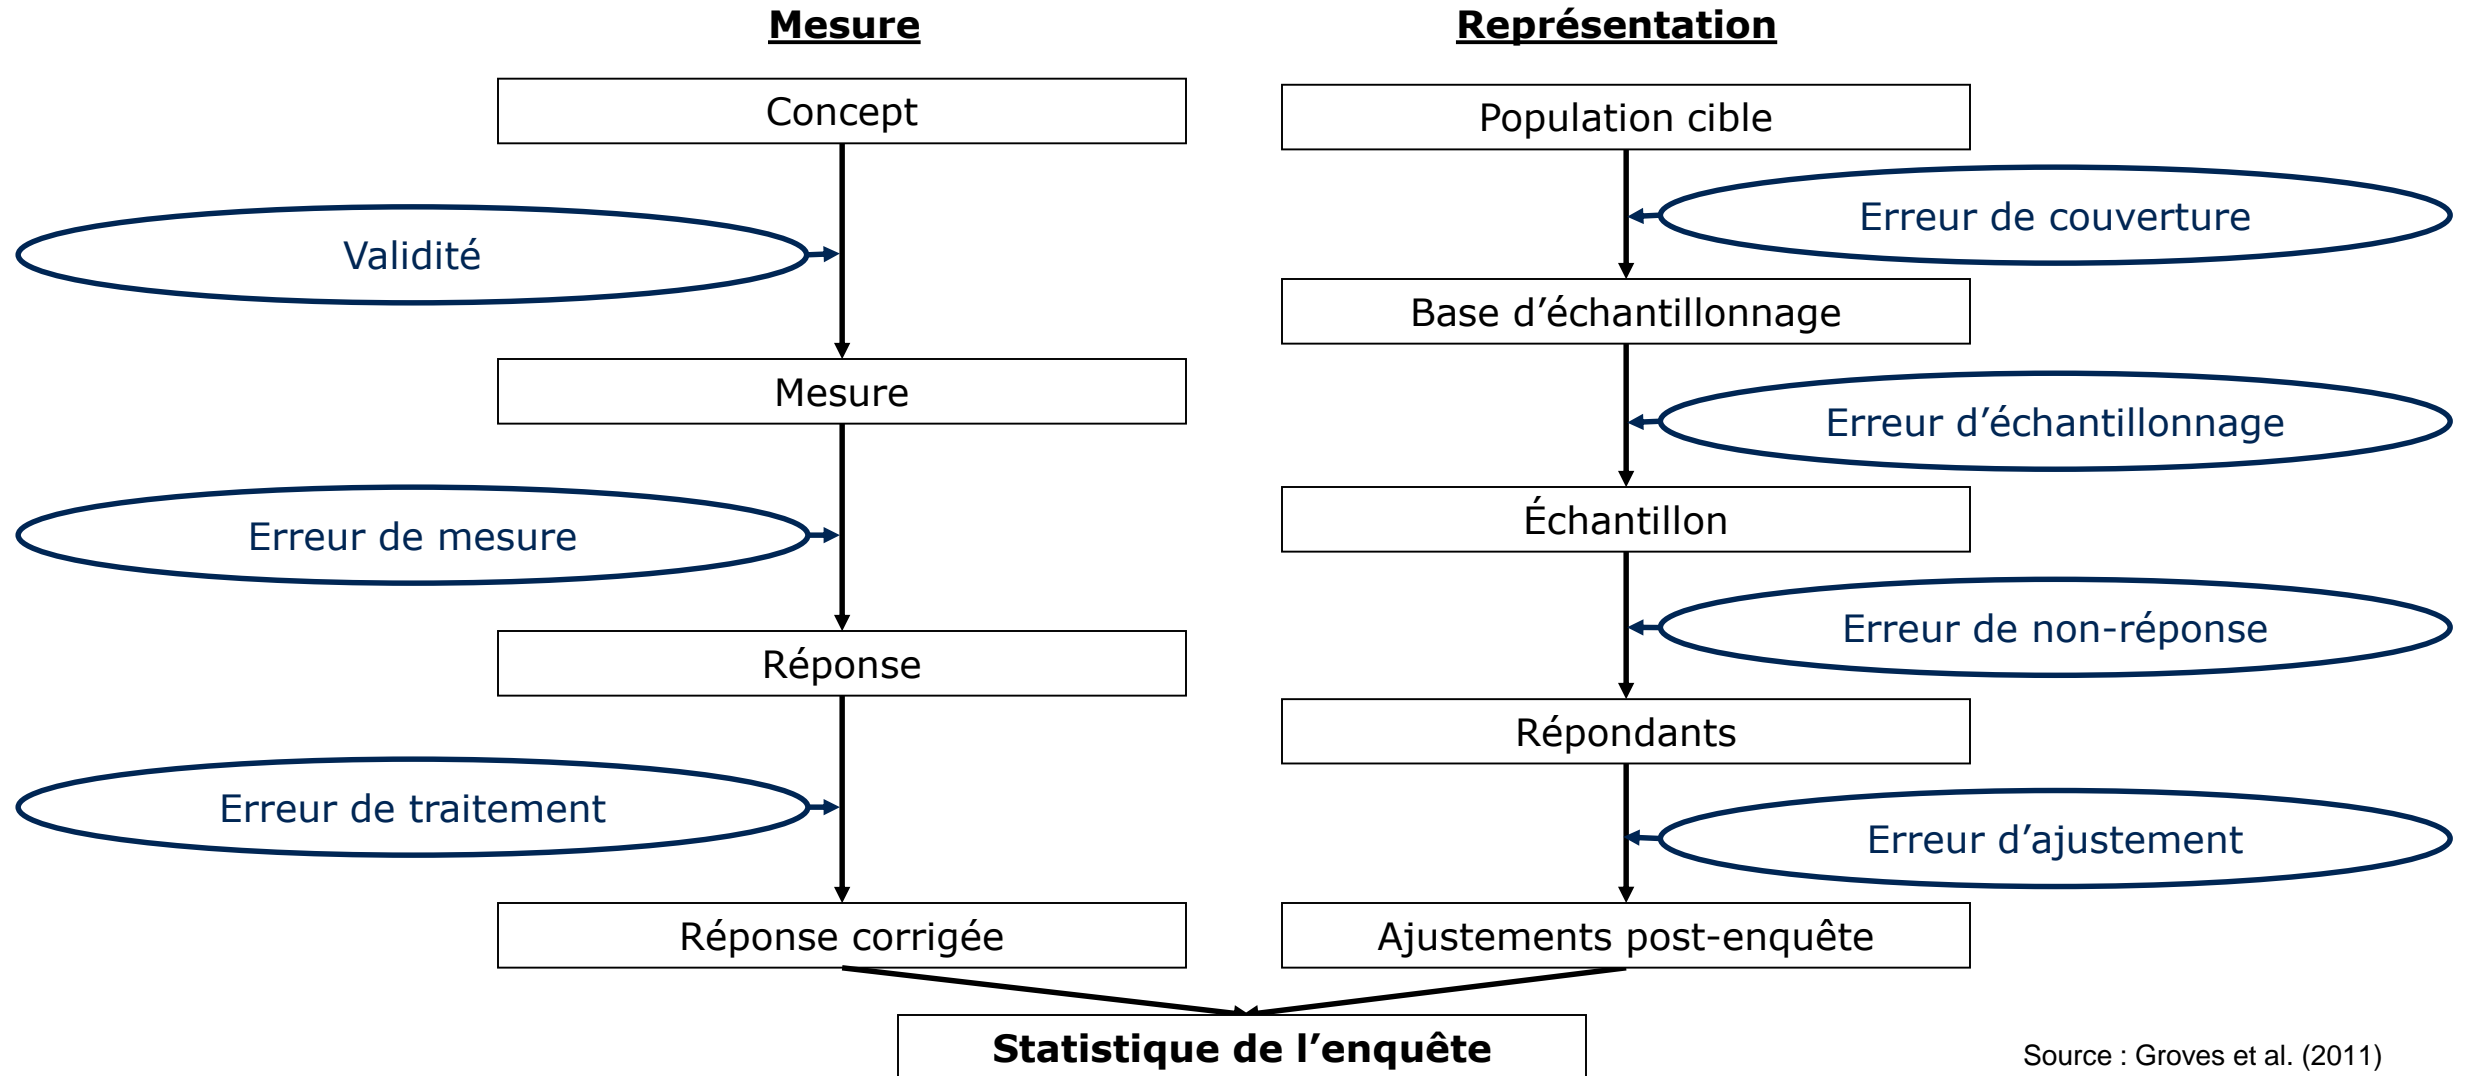 Mesure
Concept
Validité
Mesure
Erreur de mesure
Réponse
Erreur de traitement
Réponse corrigée
Représentation
Population cible
Erreur de couverture
Base d’échantillonnage
Erreur d’échantillonnage
Échantillon
Erreur de non-réponse
Répondants
Erreur d’ajustement
Ajustements post-enquête
Statistique de l’enquête
Source : Groves et al. (2011)